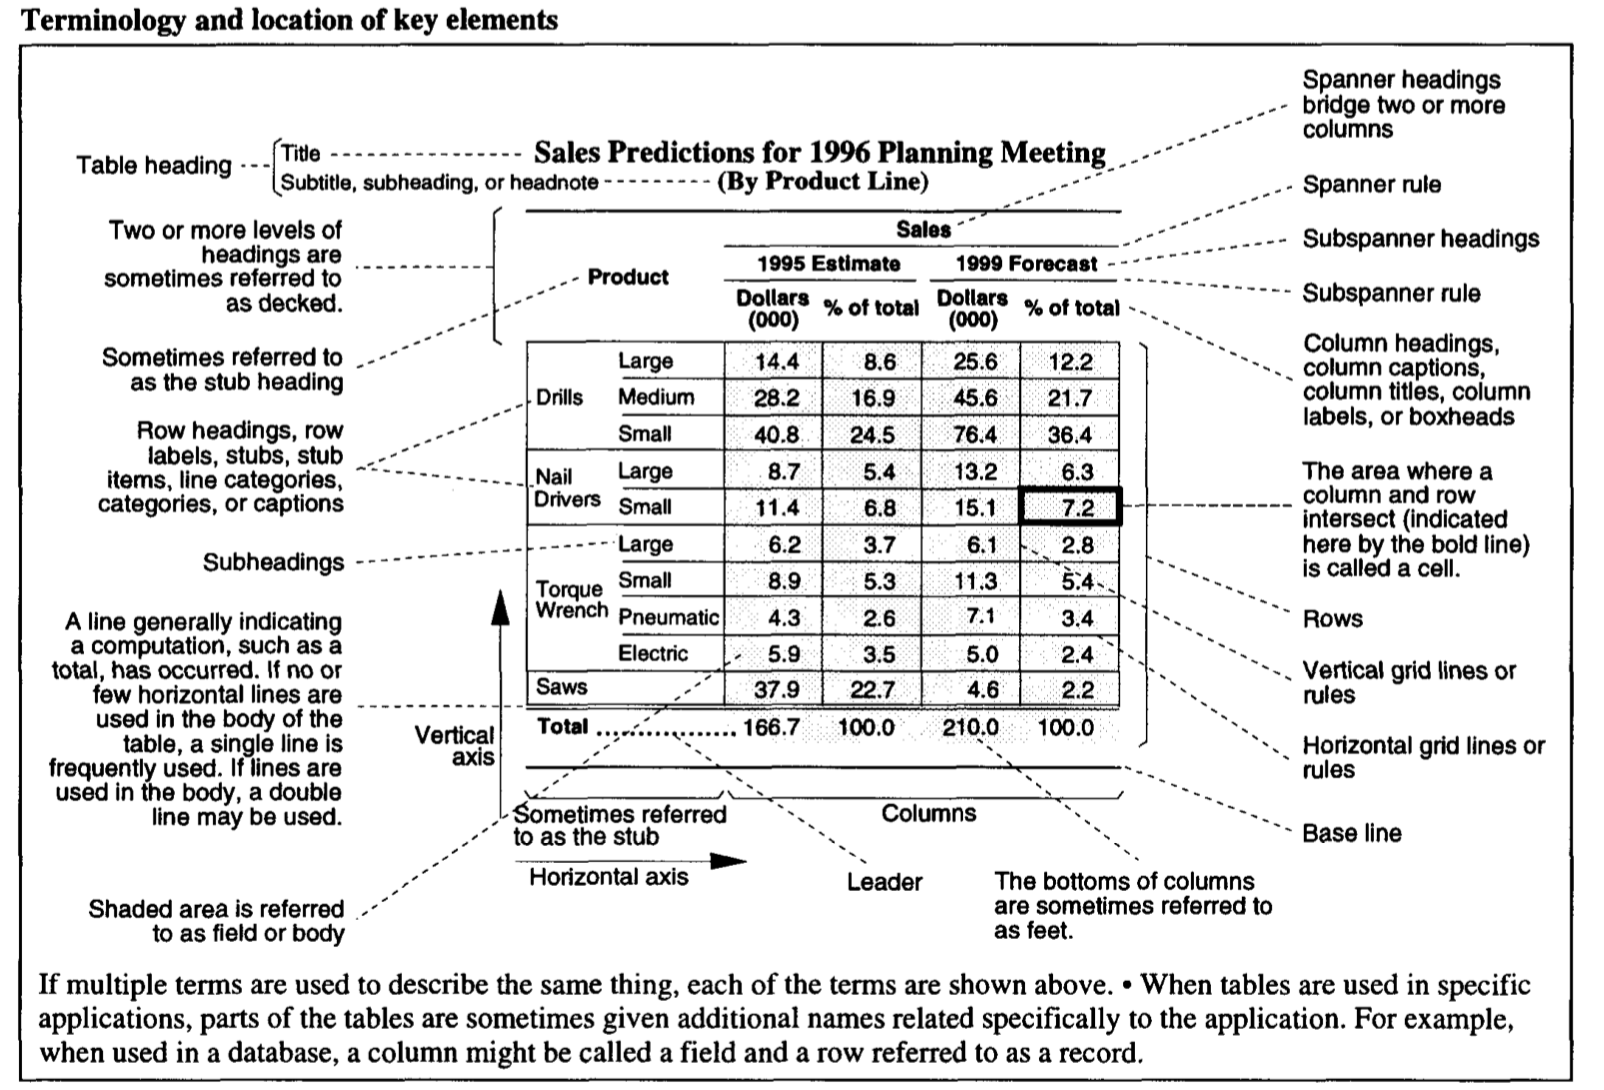 Terminology and location of key elements
Spanner headings
bridge two or more
columns
Table heading
Title
Subtitle, subheading, or headnote
Sales Predictions for 1996 Planning Meeting
(By Product Line)
Spanner rule
Subspanner headings
Subspanner rule
Two or more levels of
headings are
sometimes referred to
as decked.
Sales
Product 1995 Estimate 1999 Forecast
Dollars (000) % of total Dollars (000) % of total
Sometimes referred to
as the stub heading
Column headings,
column captions,
column titles, column
labels, or boxheads
Row headings, row
labels, stubs, stub
items, line categories,
categories, or captions
Drills Large 14.4 8.6 25.6 12.2
Medium 28.2 16.9 45.6 21.7
Small 40.8 24.5 76.4 36.4
Nail Drivers Large 8.7 5.4 13.2 6.3
Small 11.4 6.8 15.1 7.2
Torque Wrench Large 6.2 3.7 6.1 2.8
Small 8.9 5.3 11.3 5.4
Pneumatic 4.3 2.6 7.1 3.4
Electric 5.9 3.5 5.0 2.4
Saws 37.9 22.7 4.6 2.2
Total ................. 166.7 100.0 210.0 100.0
The area where a
column and row
intersect (indicated
here by the bold line)
is called a cell.
Subheadings
Rows
A line generally indicating
a computation, such as a
total, has occurred. If no or
few horizontal lines are
used in the body of the
table, a single line is
frequently used. If lines are
used in the body, a double
line may be used.
Vertical
axis
Vertical grid lines or
rules
Horizontal grid lines or
rules
Base line
Sometimes referred
to as the stub
Columns
Horizontal axis
Leader
The bottoms of columns
are sometimes referred to
as feet.
Shaded area is referred
to as field or body
If multiple terms are used to describe the same thing, each of the terms are shown above. • When tables are used in specific
applications, parts of the tables are sometimes given additional names related specifically to the application. For example,
when used in a database, a column might be called a field and a row referred to as a record.